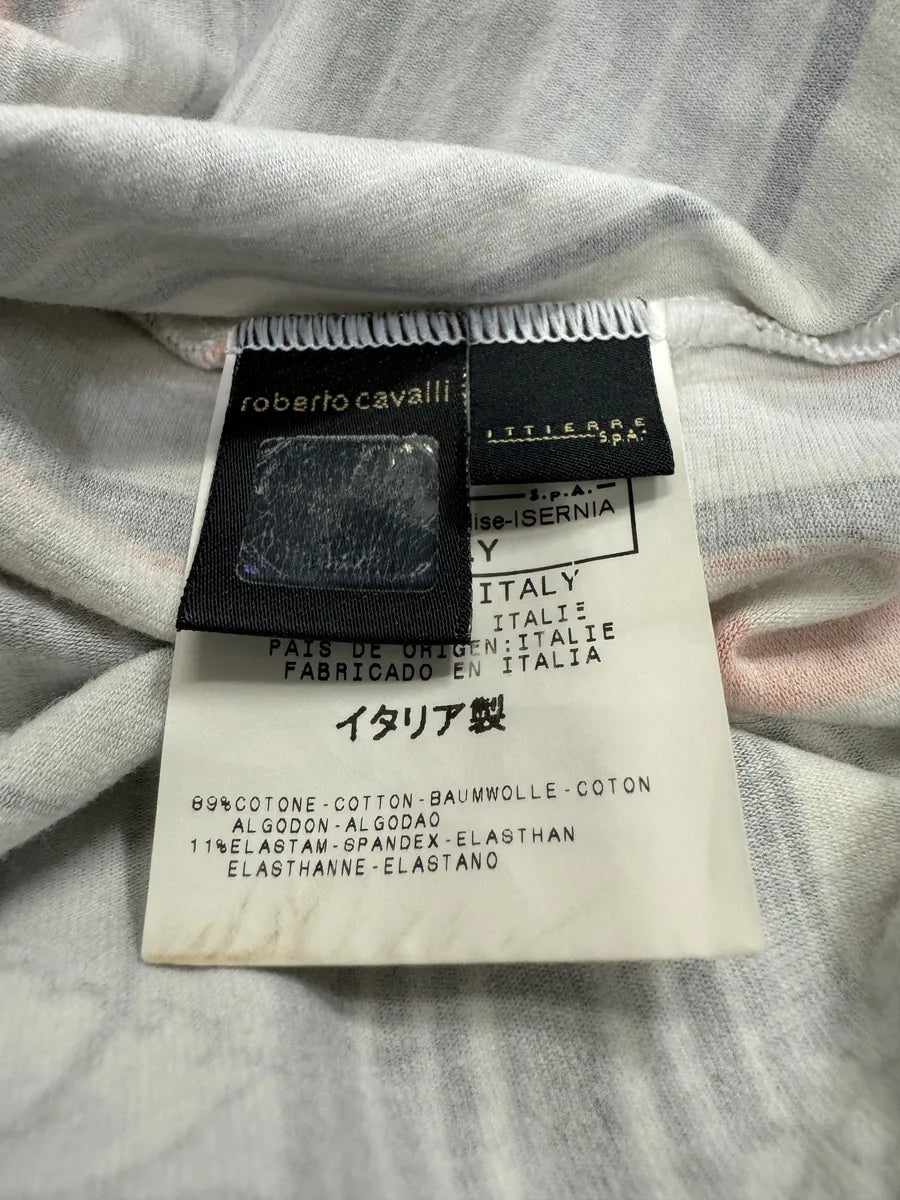 roberto cavalli
ITTIERRE
S.p.A.
S.p.A.
ise-ISERNIA
Y
ITALY
ITALIE
PAIS DE ORIGEN:ITALIE
FABRICADO EN ITALIA
イタリア製
89%COTONE-COTTON-BAUMWOLLE-COTON
ALGODON-ALGODAO
11%ELASTAM-SPANDEX-ELASTHAN
ELASTHANNE-ELASTANO